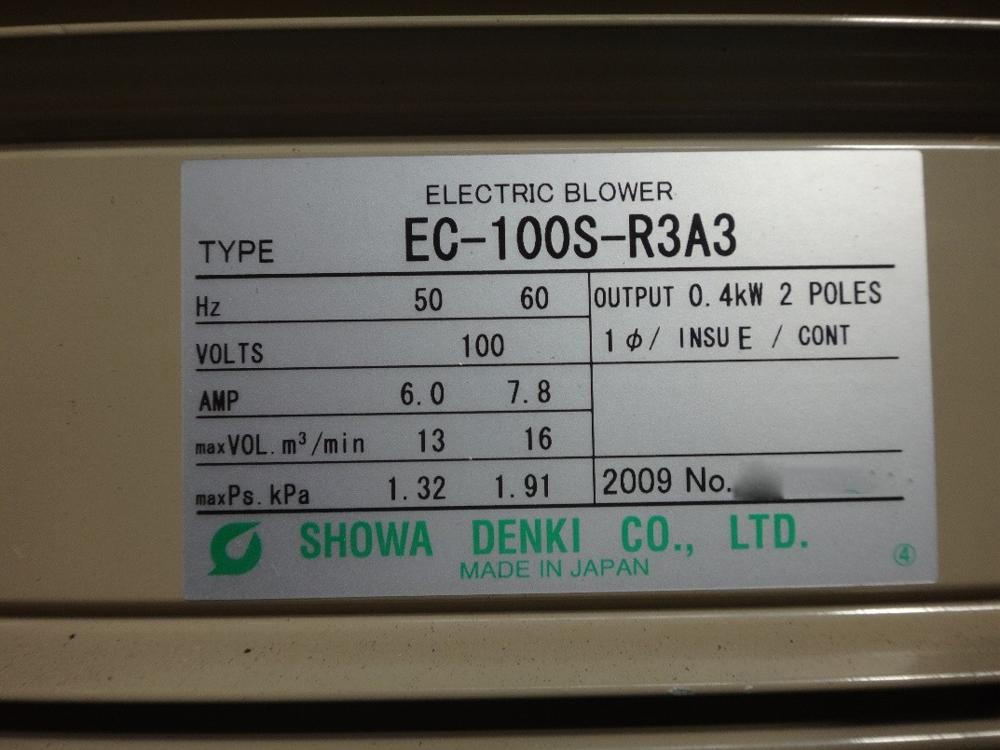 ELECTRIC BLOWER
TYPE EC-100S-R3A3
Hz 50 60
OUTPUT 0.4kW 2 POLES
VOLTS 100
1φ/ INSU E / CONT
AMP 6.0 7.8
maxVOL. m³/min 13 16
maxPs. kPa 1.32 1.91
2009 No.
SHOWA DENKI CO., LTD.
MADE IN JAPAN
④